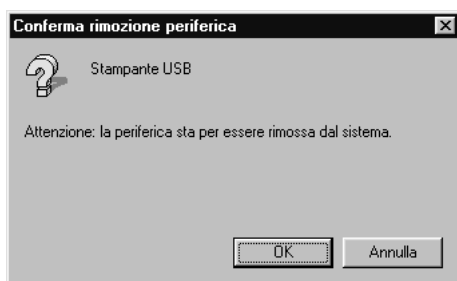 Conferma rimozione periferica
Stampante USB
Attenzione: la periferica sta per essere rimossa dal sistema.
OK Annulla